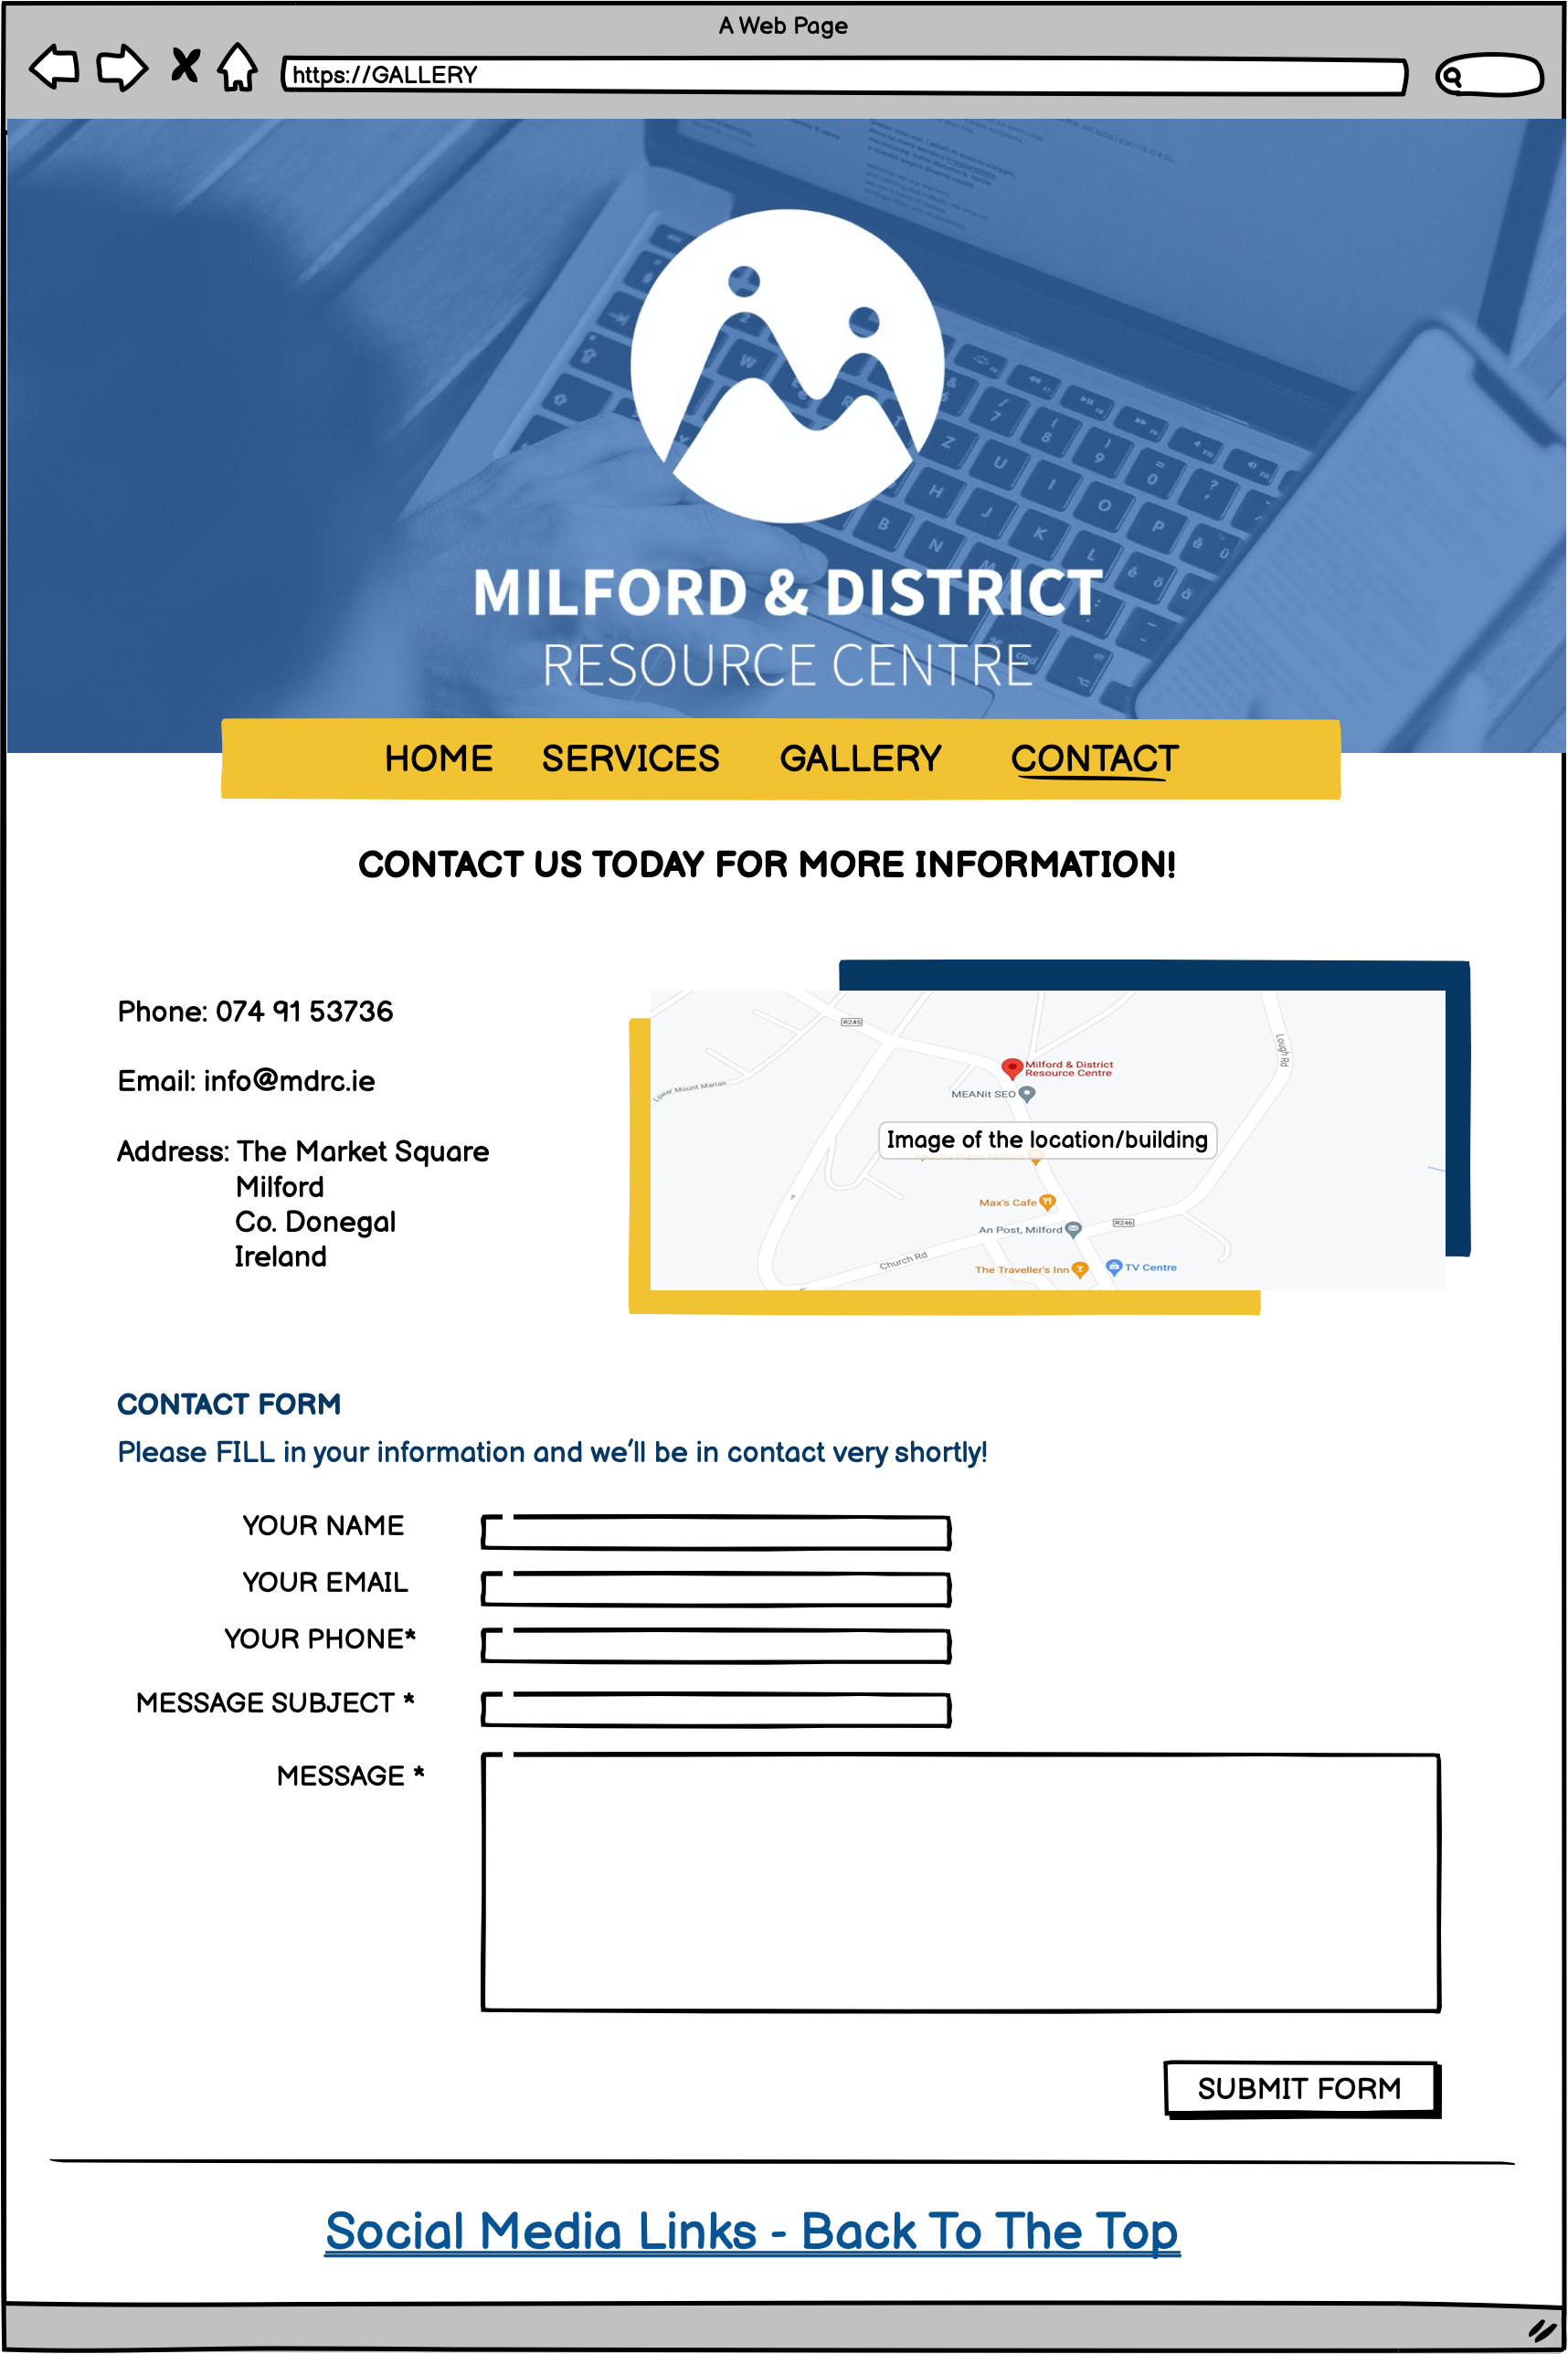 A Web Page
https://GALLERY
MILFORD & DISTRICT
RESOURCE CENTRE
HOME SERVICES GALLERY CONTACT
CONTACT US TODAY FOR MORE INFORMATION!
Phone: 074 91 53736
Email: info@mdrc.ie
Address: The Market Square
Milford
Co. Donegal
Ireland
R245
Lough Rd
Milford & District
Resource Centre
Lower Mount Marian
MEANit SEO
Image of the location/building
Max's Cafe
An Post, Milford
R246
Church Rd
The Traveller's Inn
TV Centre
CONTACT FORM
Please FILL in your information and we'll be in contact very shortly!
YOUR NAME
YOUR EMAIL
YOUR PHONE*
MESSAGE SUBJECT *
MESSAGE *
SUBMIT FORM
Social Media Links - Back To The Top